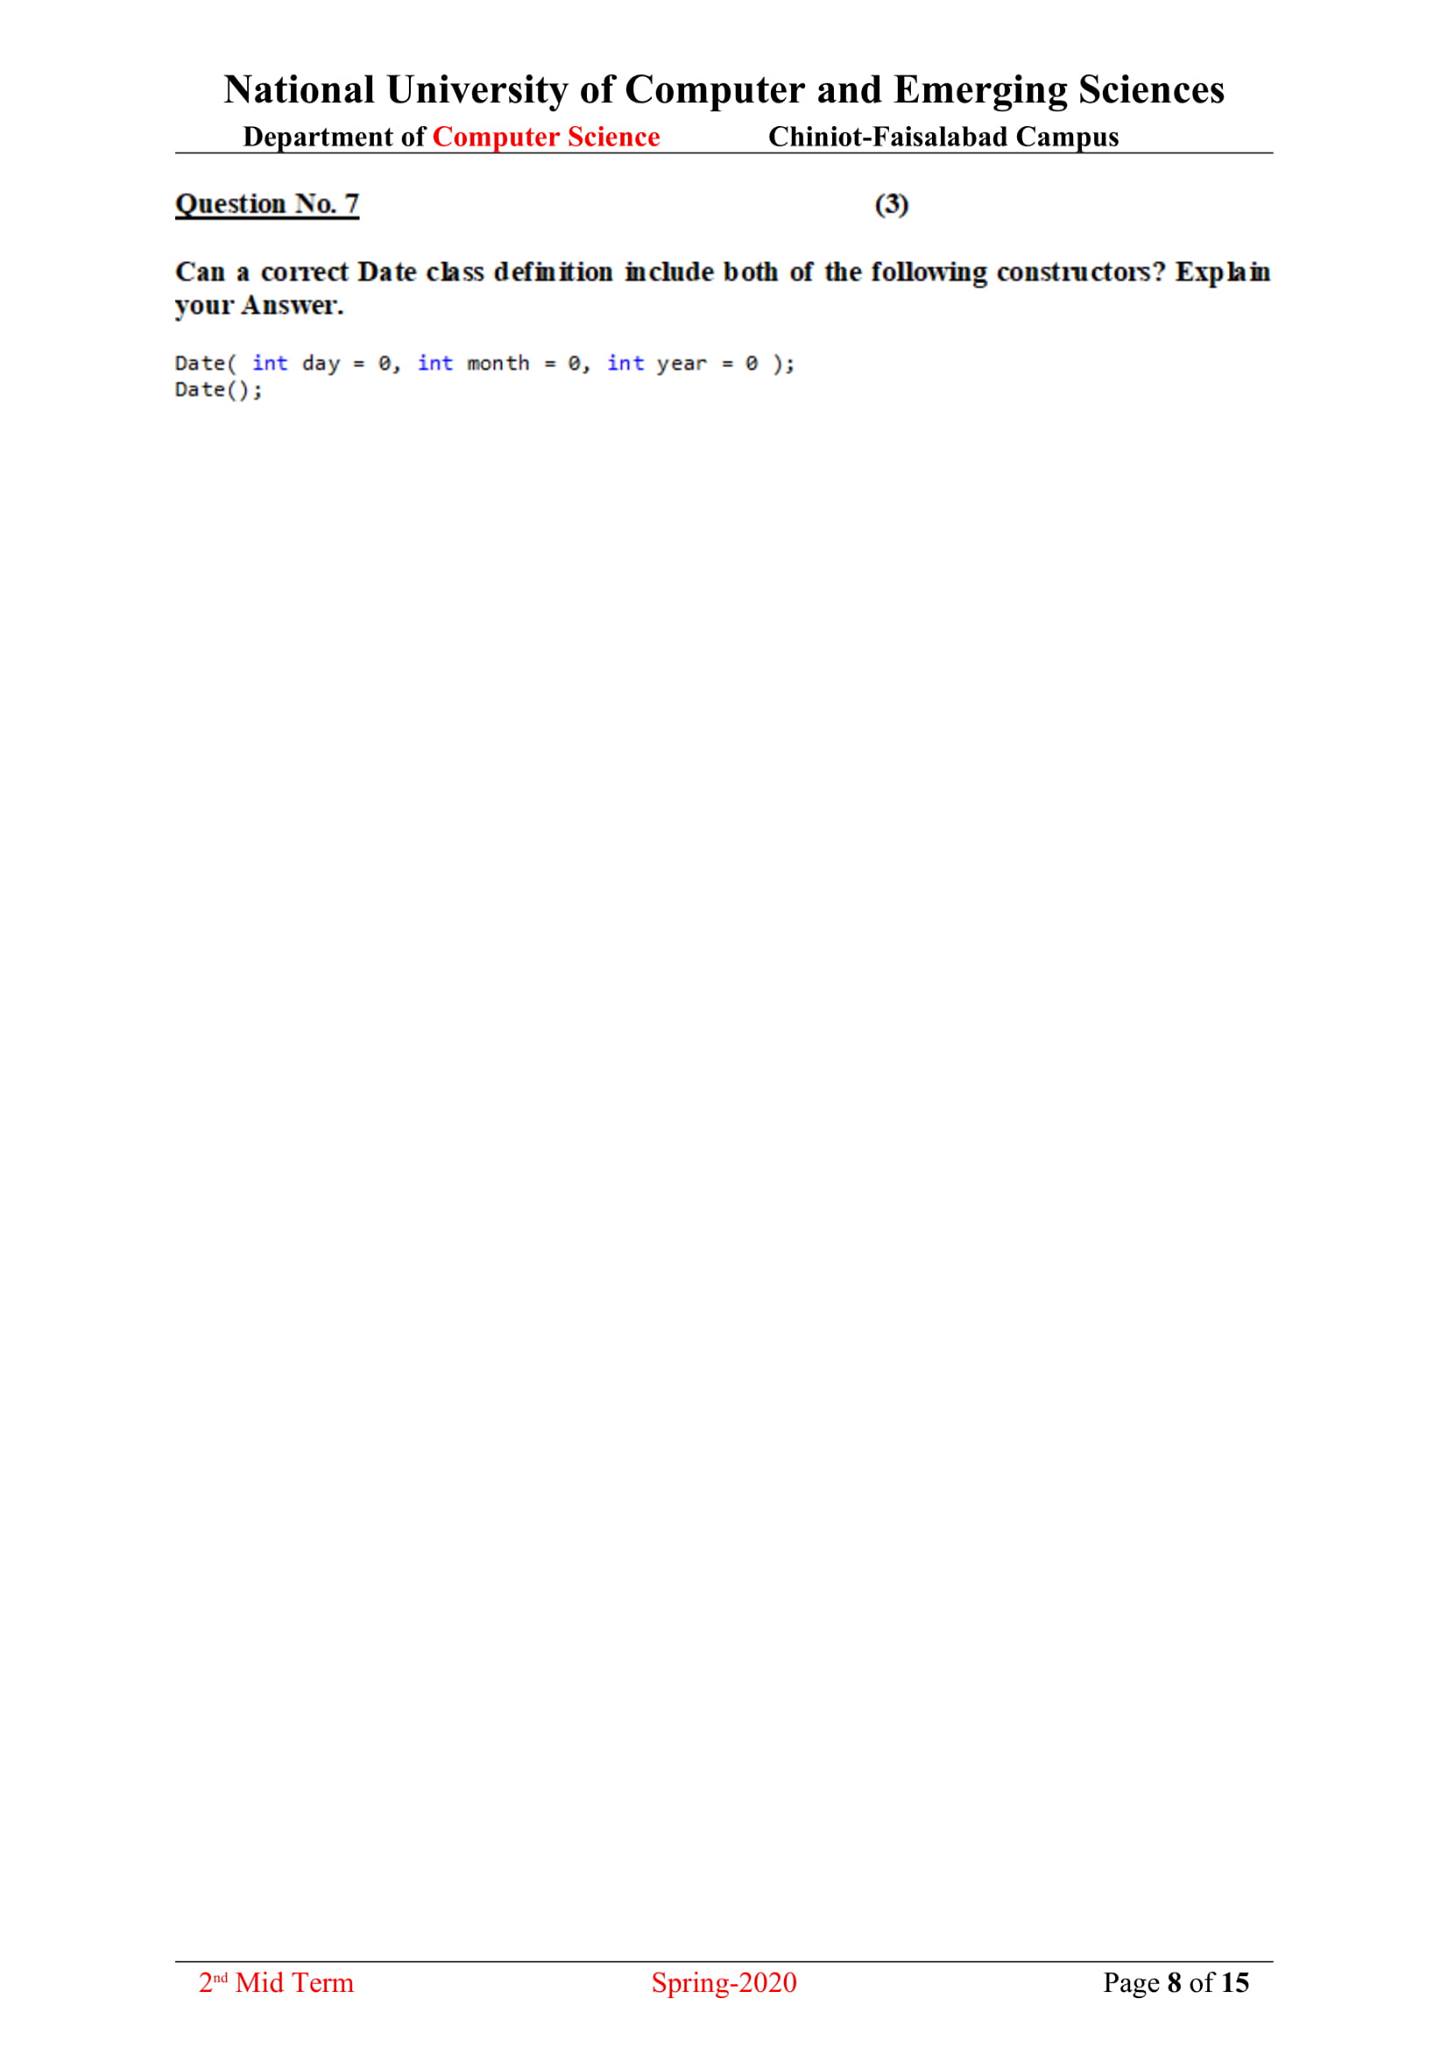 National University of Computer and Emerging Sciences
Department of Computer Science Chiniot-Faisalabad Campus
Question No. 7 (3)
Can a correct Date class definition include both of the following constructors? Explain
your Answer.
Date( int day = 0, int month = 0, int year = 0 );
Date();
2nd Mid Term Spring-2020 Page 8 of 15